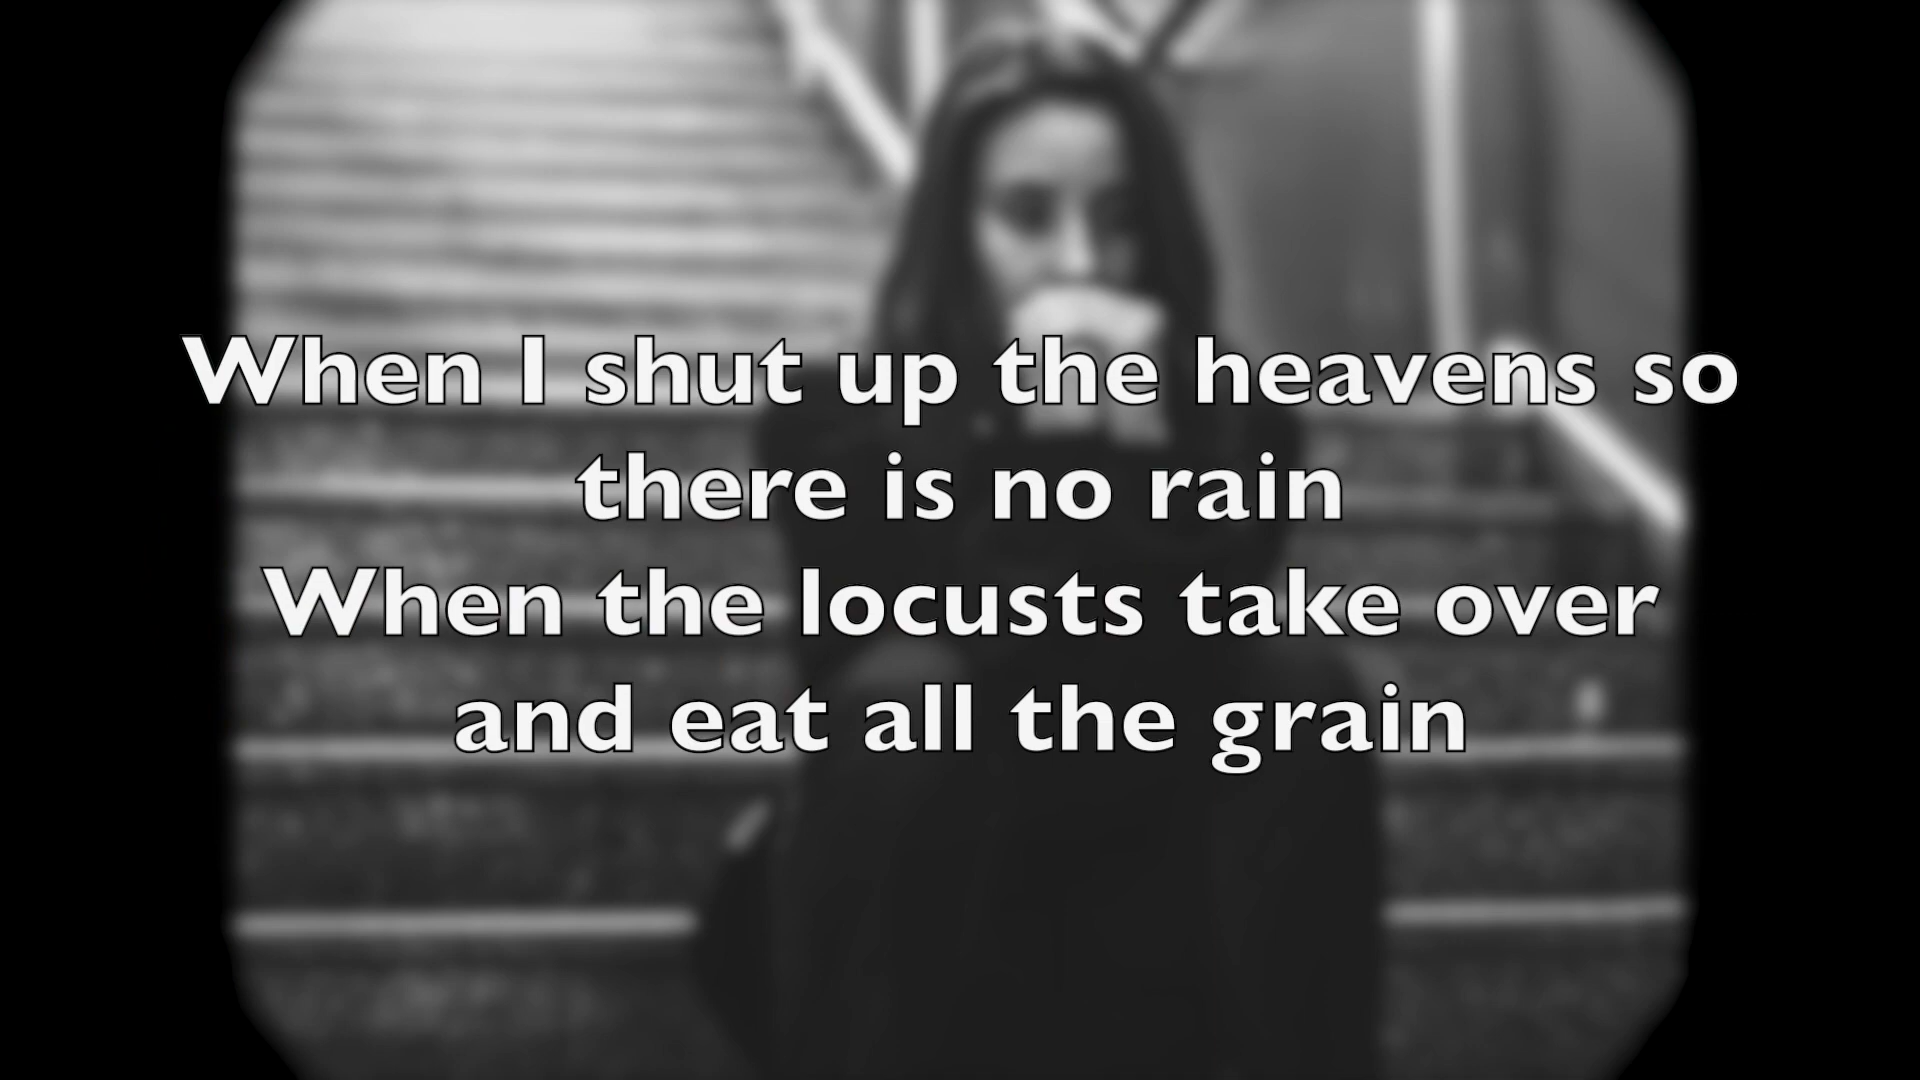 When I shut up the heavens so
there is no rain
When the locusts take over
and eat all the grain